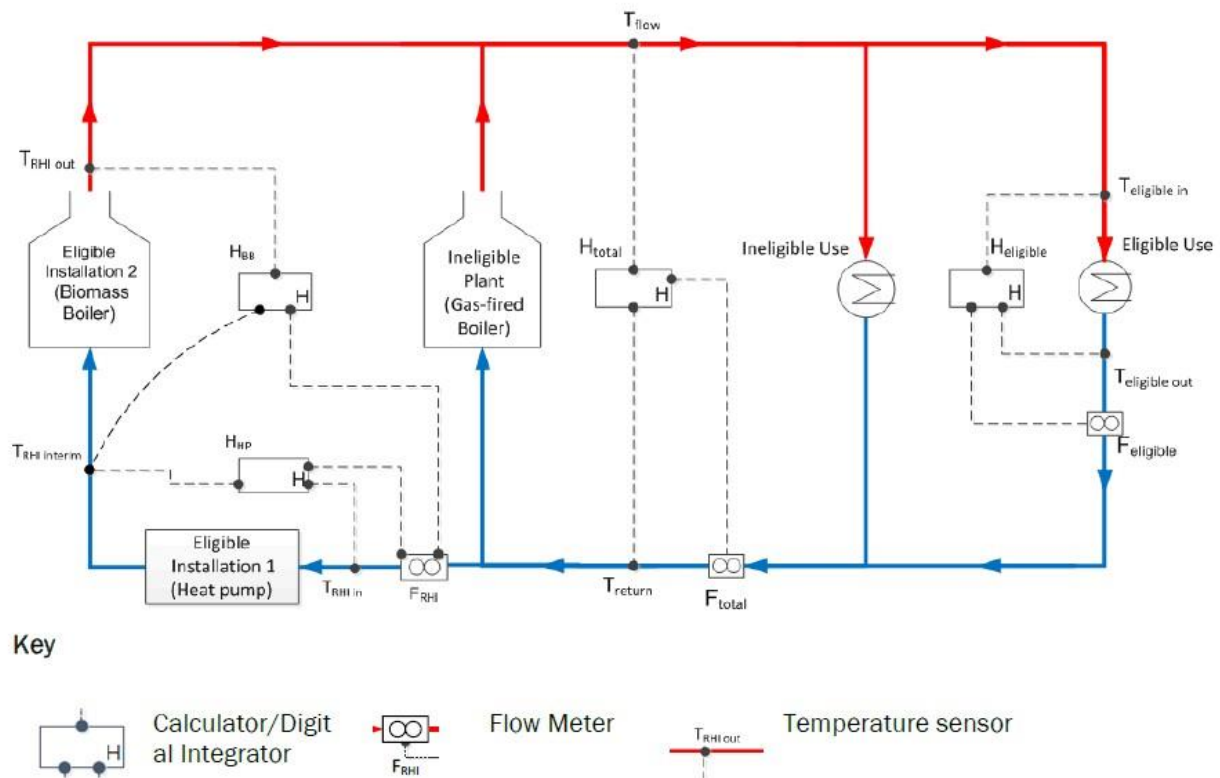 Tflow
TRHI out
Eligible
Installation 2
(Biomass
Boiler)
HBB
H
Ineligible
Plant
(Gas-fired
Boiler)
Htotal
H
Ineligible Use
Teligible in
Heligible
Eligible Use
H
Teligible out
Feligible
TRHI interim
HHP
H
Eligible
Installation 1
(Heat pump)
TRHI in
FRHI
Treturn
Ftotal
Key
H
Calculator/Digit
al Integrator
FRHI
Flow Meter
TRHI out
Temperature sensor